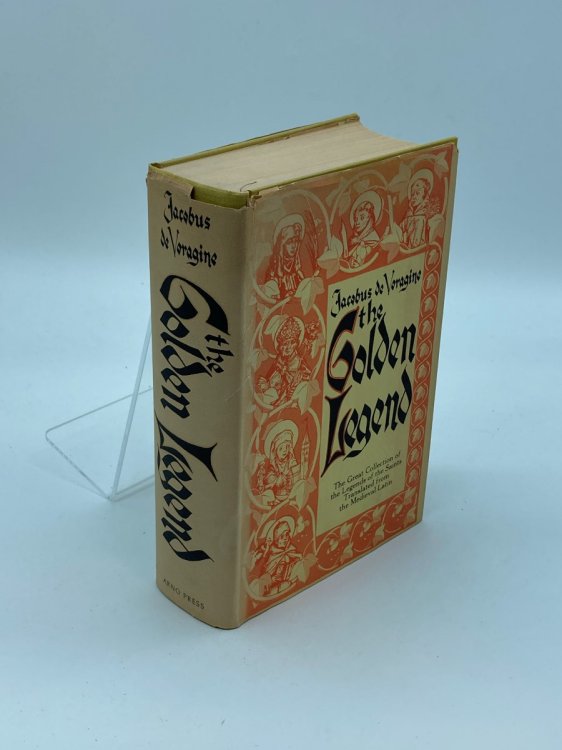 Jacobus
de Voragine
the
Golden Legend
ARNO PRESS
Jacobus de Voragine
the
Golden
Legend
The Great Collection of
the Legends of the Saints
Translated from
the Medieval Latin